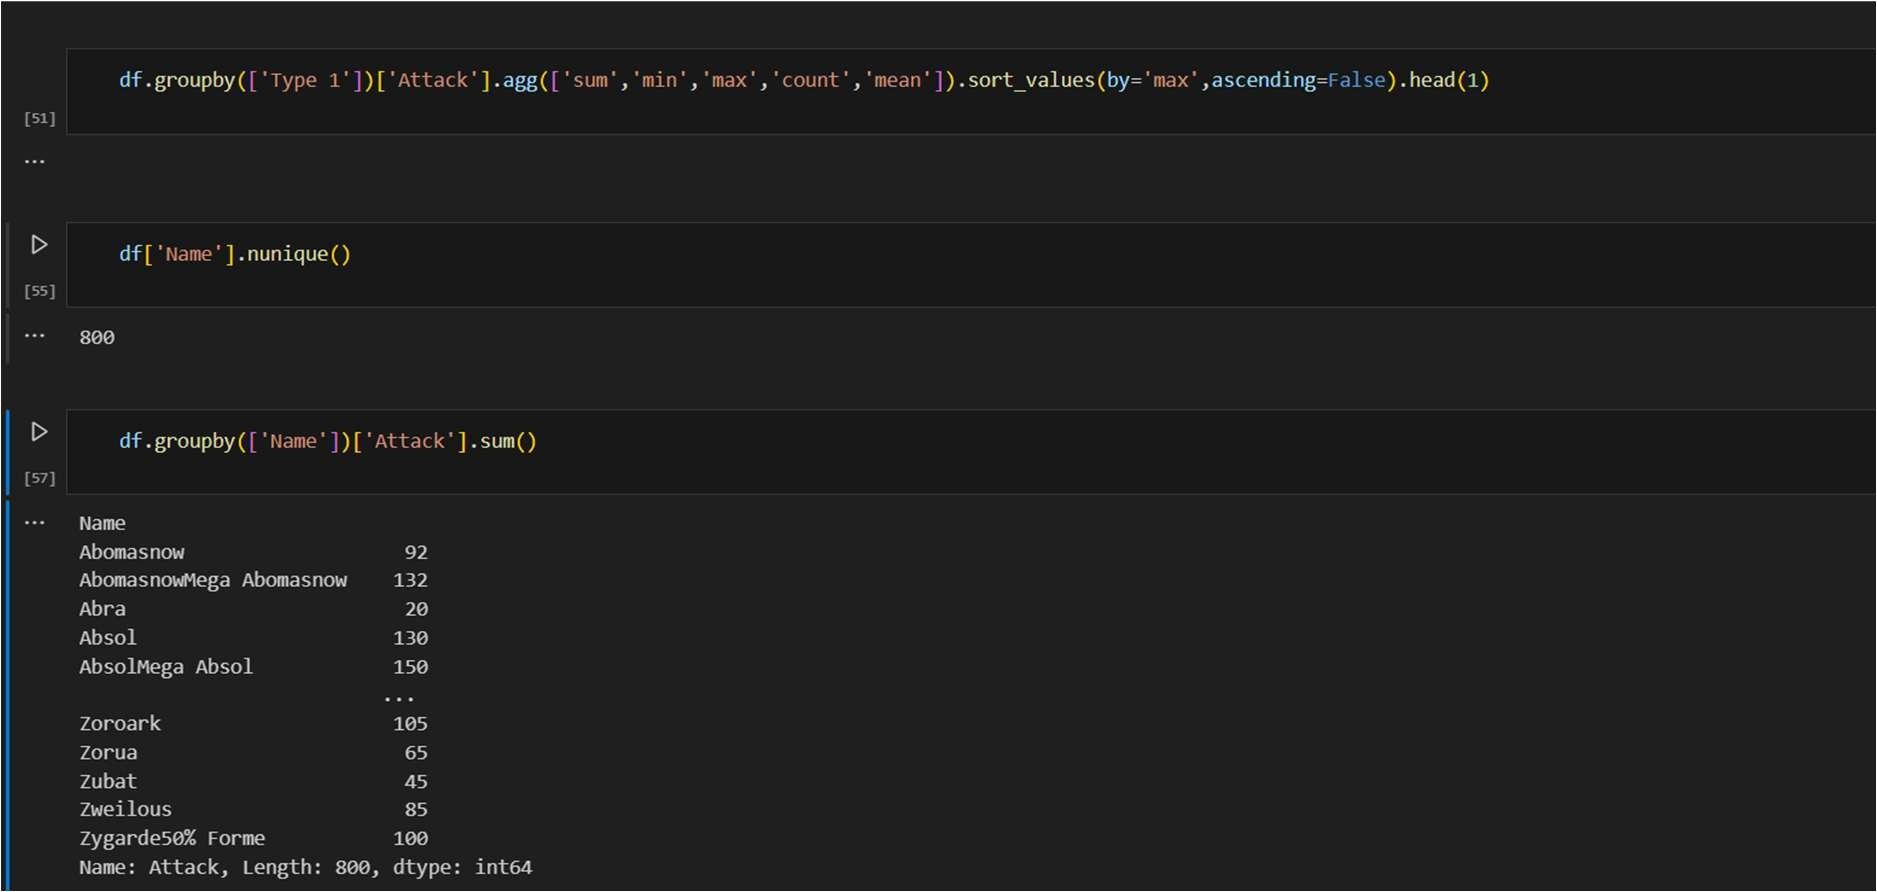 df.groupby(['Type 1'])['Attack'].agg(['sum','min','max','count','mean']).sort_values(by='max',ascending=False).head(1)
[51]
...
df['Name'].nunique()
[55]
... 800
df.groupby(['Name'])['Attack'].sum()
[57]
... Name
Abomasnow 92
AbomasnowMega Abomasnow 132
Abra 20
Absol 130
AbsolMega Absol 150
...
Zoroark 105
Zorua 65
Zubat 45
Zweilous 85
Zygarde50% Forme 100
Name: Attack, Length: 800, dtype: int64